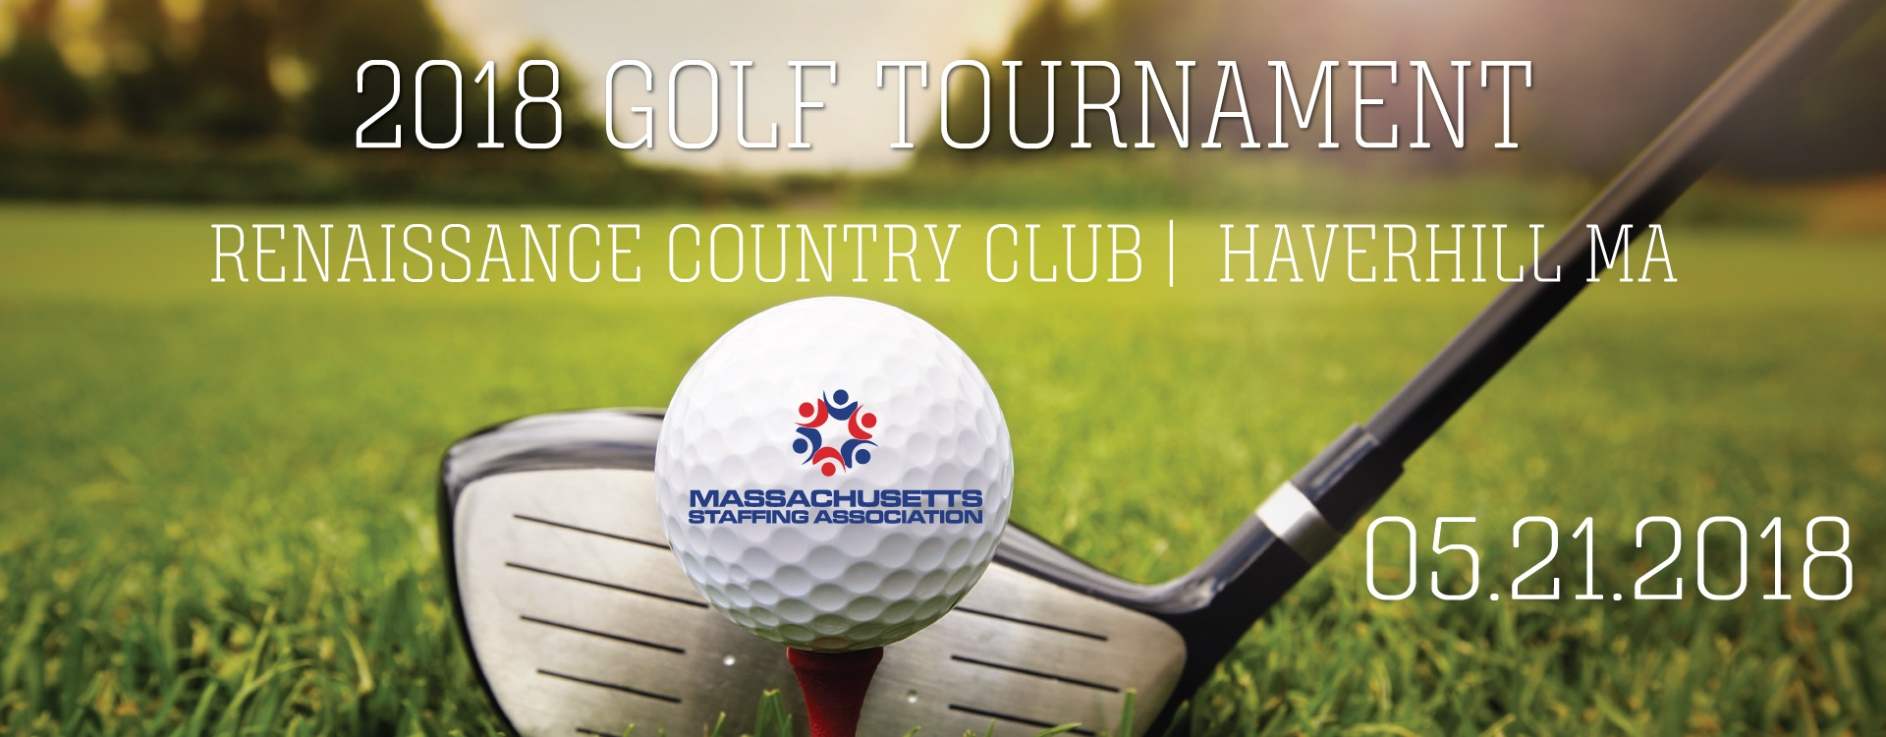 2018 GOLF TOURNAMENT
RENAISSANCE COUNTRY CLUB | HAVERHILL MA
MASSACHUSETTS
STAFFING ASSOCIATION
05.21.2018